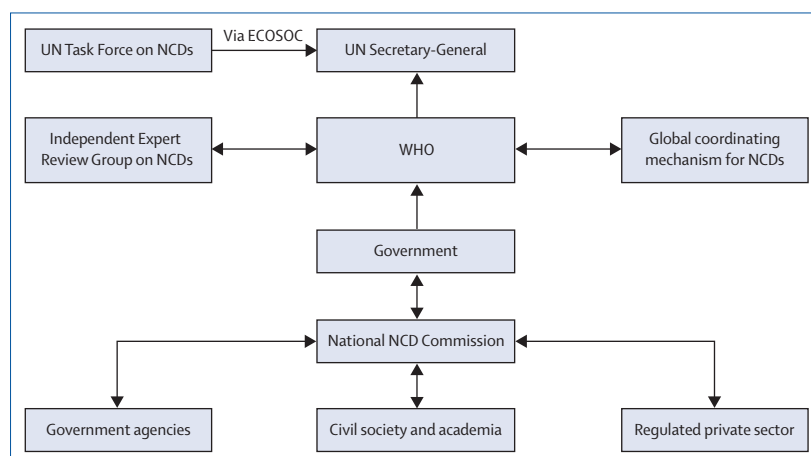 UN Task Force on NCDs
Via ECOSOC
UN Secretary-General
Independent Expert
Review Group on NCDs
WHO
Global coordinating
mechanism for NCDs
Government
National NCD Commission
Government agencies
Civil society and academia
Regulated private sector